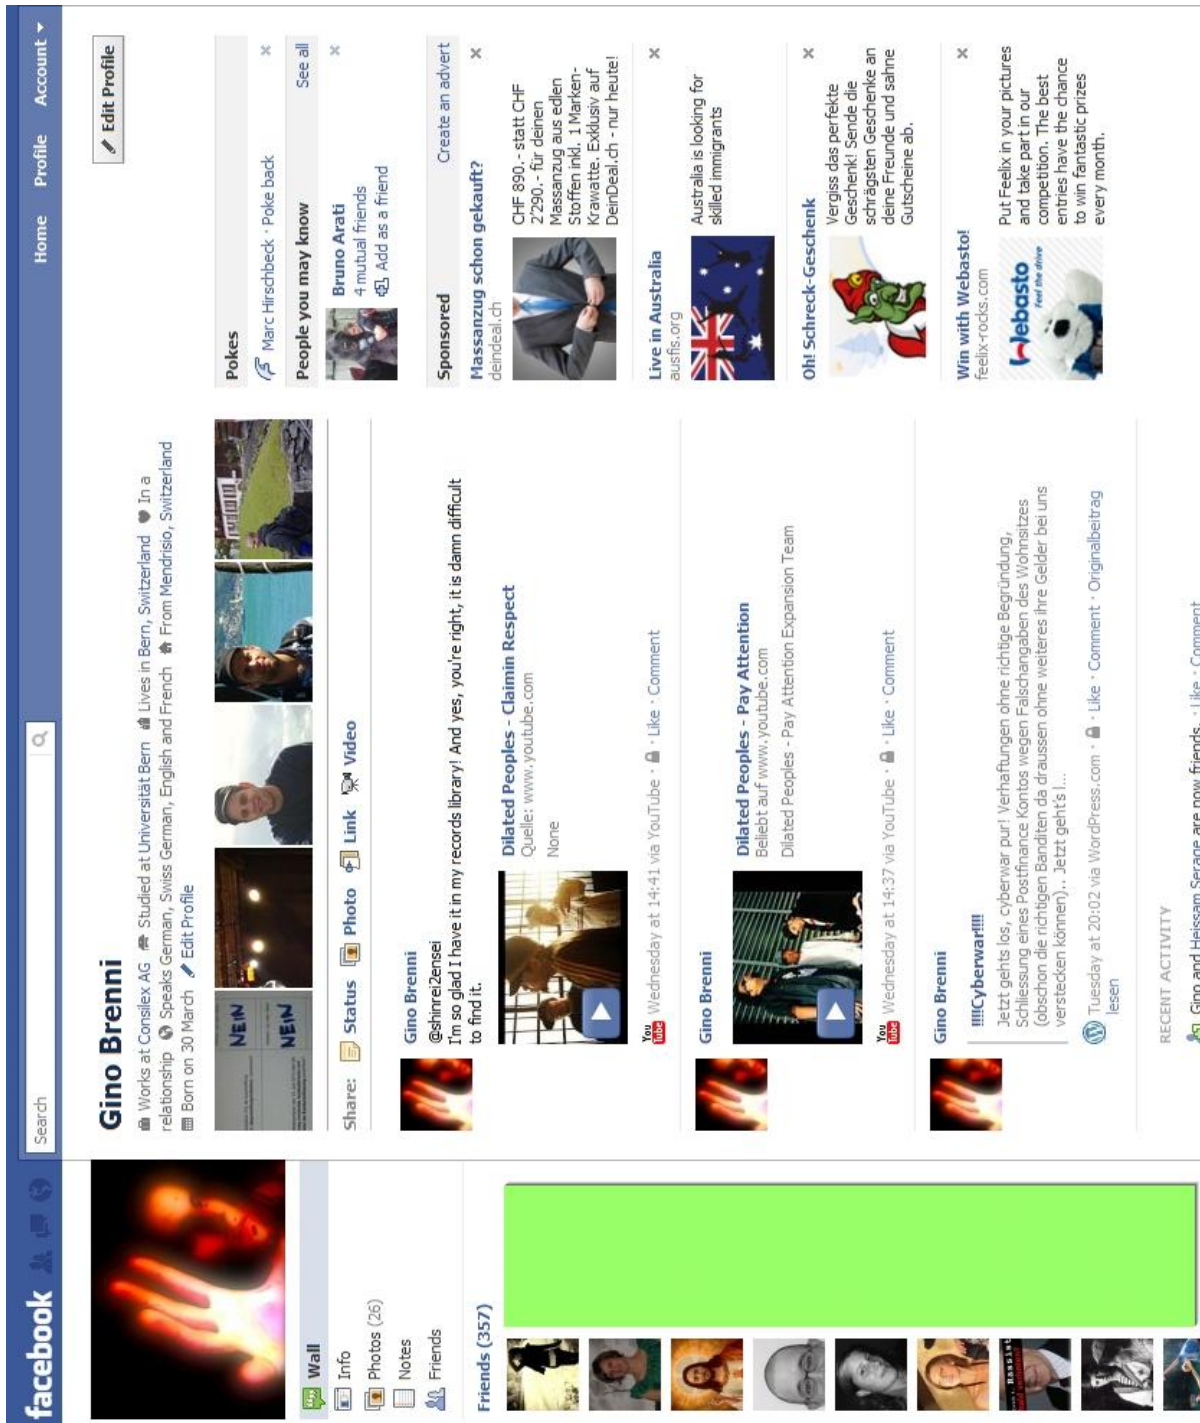 facebook
Search
Home Profile Account
Wall
Info
Photos (26)
Notes
Friends
Friends (357)
Gino Brenni
Works at Consilex AG Studied at Universität Bern Lives in Bern, Switzerland In a
relationship Speaks German, Swiss German, English and French From Mendrisio, Switzerland
Born on 30 March Edit Profile
NEIN
NEIN
Share: Status Photo Link Video
Gino Brenni
@shinrei2ensei
I'm so glad I have it in my records library! And yes, you're right, it is damn difficult
to find it.
Dilated Peoples - Claimin Respect
Quelle: www.youtube.com
None
You Tube Wednesday at 14:41 via YouTube · Like · Comment
Gino Brenni
Dilated Peoples - Pay Attention
Beliebt auf www.youtube.com
Dilated Peoples - Pay Attention Expansion Team
You Tube Wednesday at 14:37 via YouTube · Like · Comment
Gino Brenni
!!!!Cyberwar!!!!
Jetzt gehts los, cyberwar pur! Verhaftungen ohne richtige Begründung,
Schliessung eines Postfinance Kontos wegen Falschangaben des Wohnsitzes
(obschon die richtigen Banditen da draussen ohne weiteres ihre Gelder bei uns
verstecken können)... Jetzt geht's l...
Tuesday at 20:02 via WordPress.com · Like · Comment · Originalbeitrag
lesen
RECENT ACTIVITY
Gino and Heissam Serage are now friends. · Like · Comment
Edit Profile
Pokes
Marc Hirschbeck · Poke back
People you may know See all
Bruno Arati
4 mutual friends
Add as a friend
Sponsored Create an advert
Massanzug schon gekauft?
deindeal.ch
CHF 890.- statt CHF
2'290.- für deinen
Massanzug aus edlen
Stoffen inkl. 1 Marken-
Krawatte. Exklusiv auf
DeinDeal.ch - nur heute!
Live in Australia
ausfis.org
Australia is looking for
skilled immigrants
Oh! Schreck-Geschenk
Vergiss das perfekte
Geschenk! Sende die
schrägsten Geschenke an
deine Freunde und sahne
Gutscheine ab.
Win with Webasto!
feelix-rocks.com
Webasto
Feel the drive
Put Feelix in your pictures
and take part in our
competition. The best
entries have the chance
to win fantastic prizes
every month.